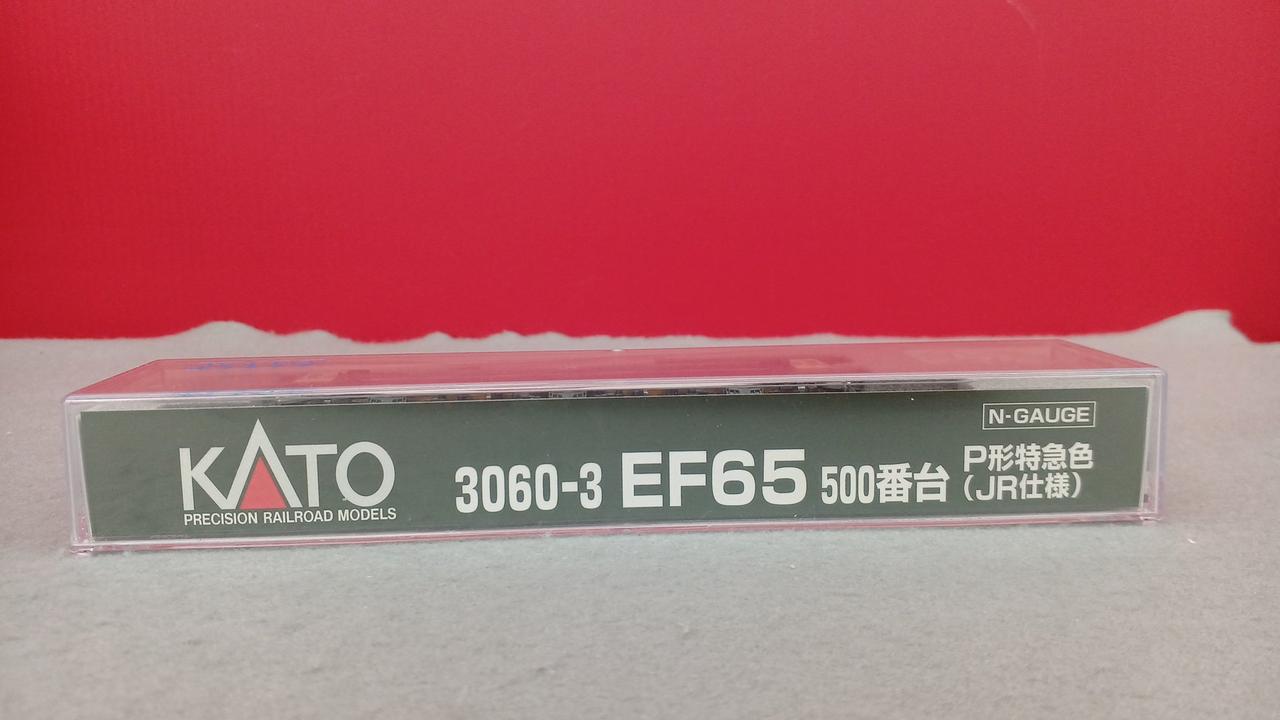 KATO
PRECISION RAILROAD MODELS
3060-3 EF65 500番台
N-GAUGE
P形特急色
(JR仕様)